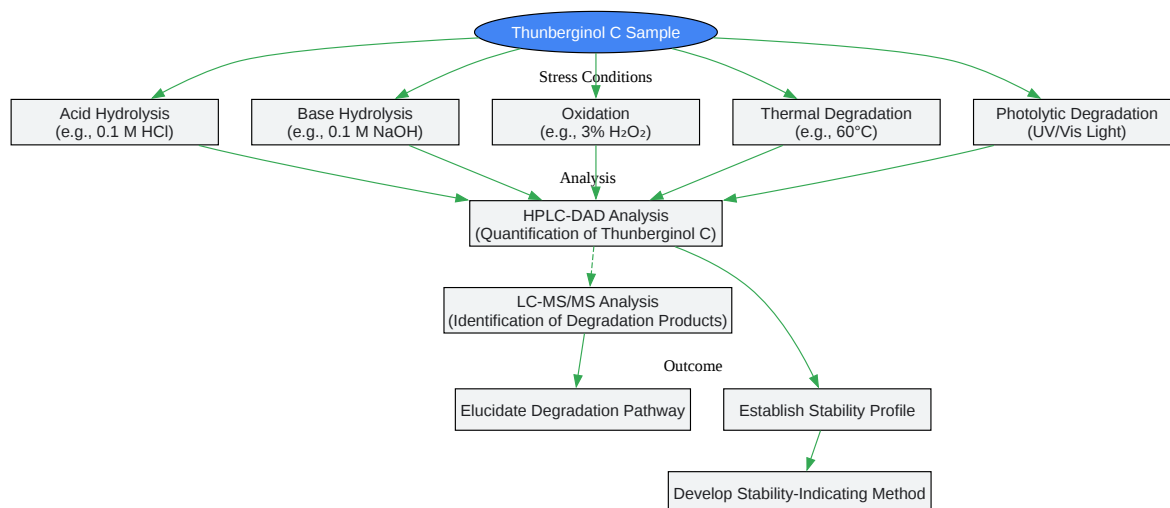 Thunberginol C Sample
Stress Conditions
Acid Hydrolysis
(e.g., 0.1 M HCl)
Base Hydrolysis
(e.g., 0.1 M NaOH)
Oxidation
(e.g., 3% H₂O₂)
Thermal Degradation
(e.g., 60°C)
Photolytic Degradation
(UV/Vis Light)
Analysis
HPLC-DAD Analysis
(Quantification of Thunberginol C)
LC-MS/MS Analysis
(Identification of Degradation Products)
Outcome
Elucidate Degradation Pathway
Establish Stability Profile
Develop Stability-Indicating Method